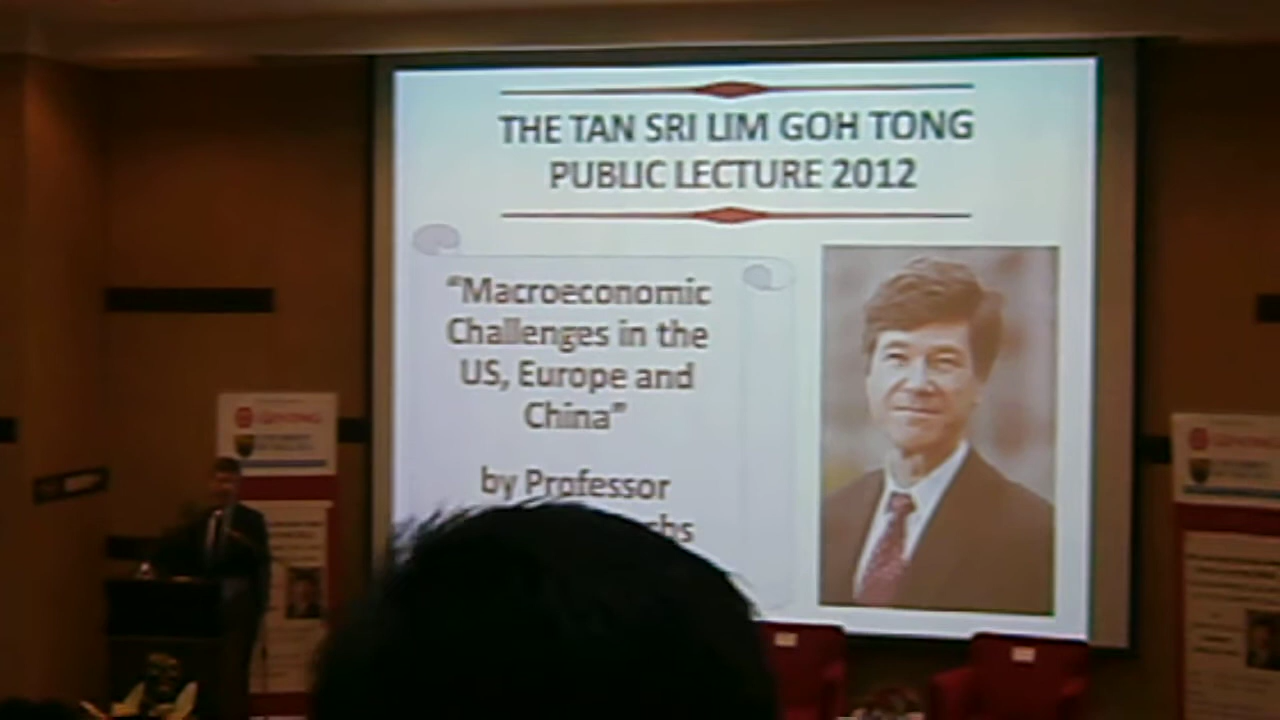 THE TAN SRI LIM GOH TONG
PUBLIC LECTURE 2012
“Macroeconomic
Challenges in the
US, Europe and
China”
by Professor
chs